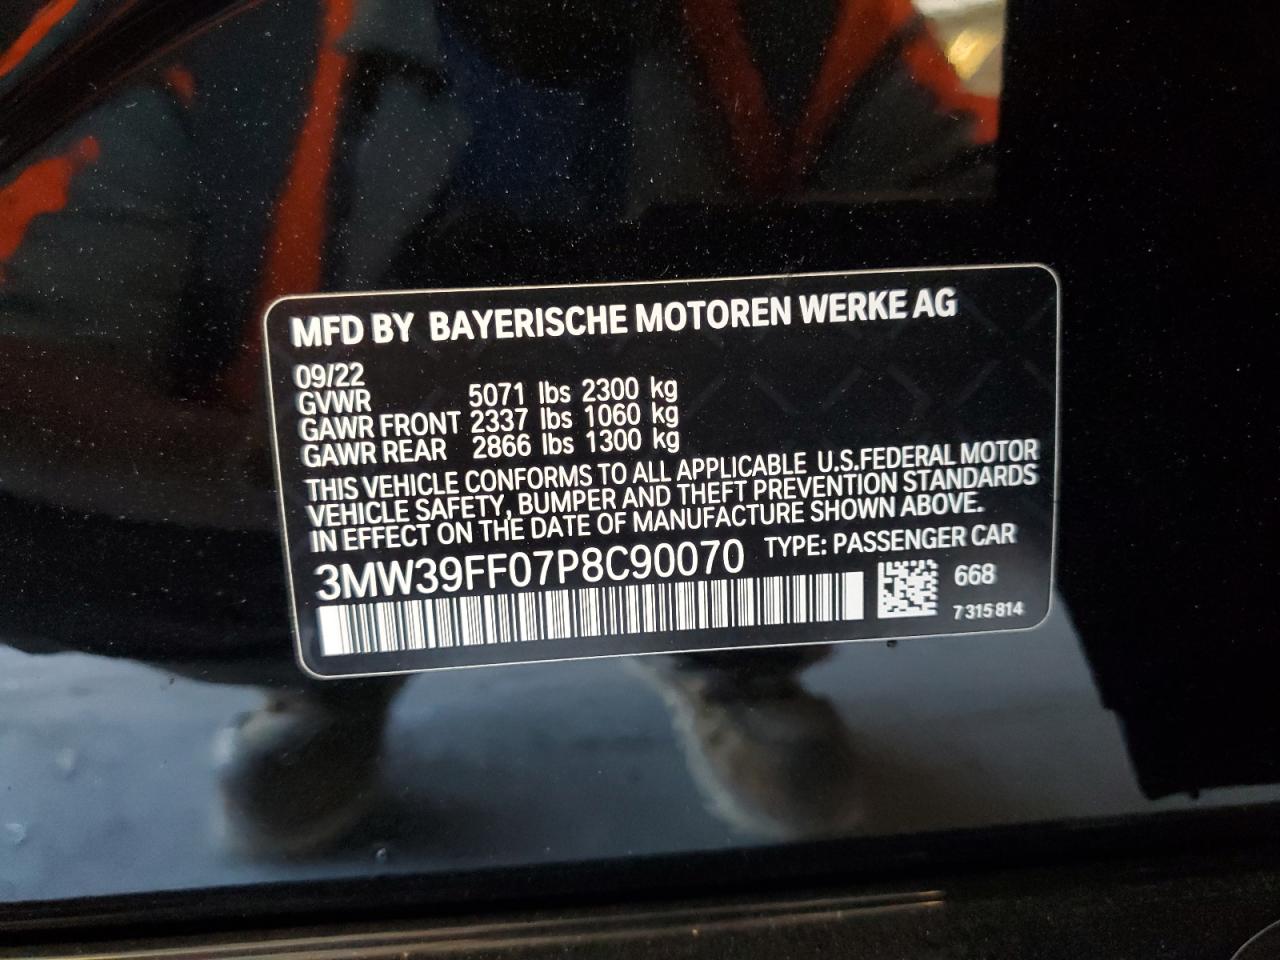 MFD BY BAYERISCHE MOTOREN WERKE AG
09/22
GVWR 5071 lbs 2300 kg
GAWR FRONT 2337 lbs 1060 kg
GAWR REAR 2866 lbs 1300 kg
THIS VEHICLE CONFORMS TO ALL APPLICABLE U.S.FEDERAL MOTOR
VEHICLE SAFETY, BUMPER AND THEFT PREVENTION STANDARDS
IN EFFECT ON THE DATE OF MANUFACTURE SHOWN ABOVE.
3MW39FF07P8C90070 TYPE: PASSENGER CAR
668
7 315 814